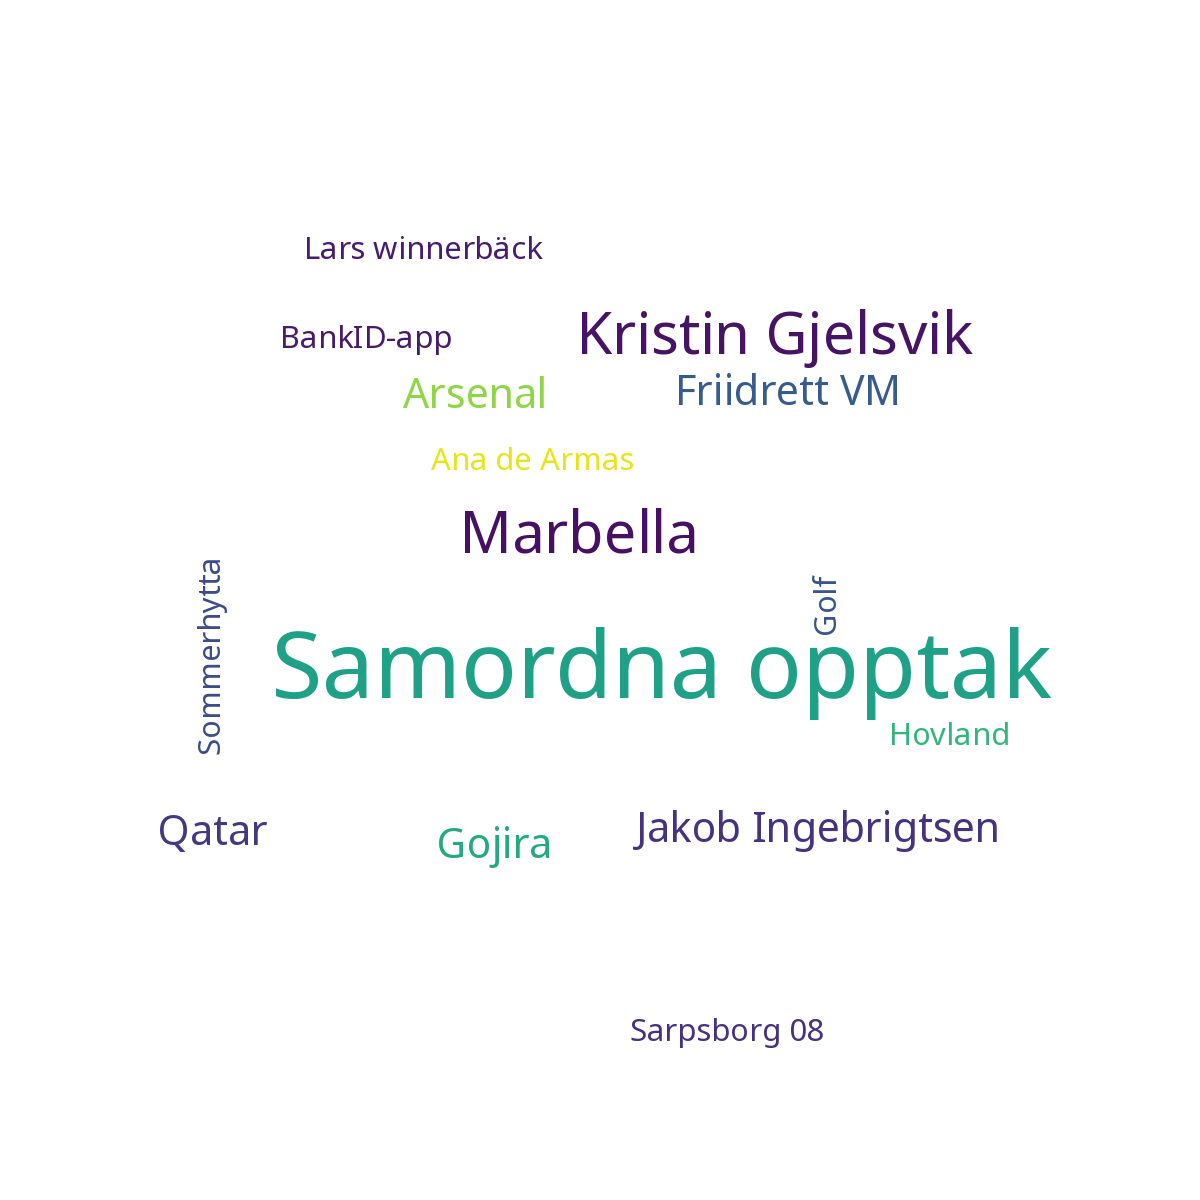 Lars winnerbäck
Kristin Gjelsvik
BankID-app
Arsenal
Friidrett VM
Ana de Armas
Marbella
Sommerhytta
Golf
Samordna opptak
Hovland
Qatar
Gojira
Jakob Ingebrigtsen
Sarpsborg 08